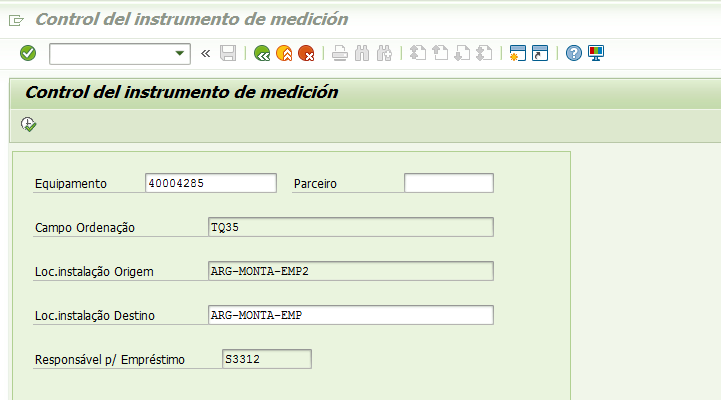 Control del instrumento de medición
Control del instrumento de medición
Equipamento 40004285 Parceiro
Campo Ordenação TQ35
Loc.instalação Origem ARG-MONTA-EMP2
Loc.instalação Destino ARG-MONTA-EMP
Responsável p/ Empréstimo S3312